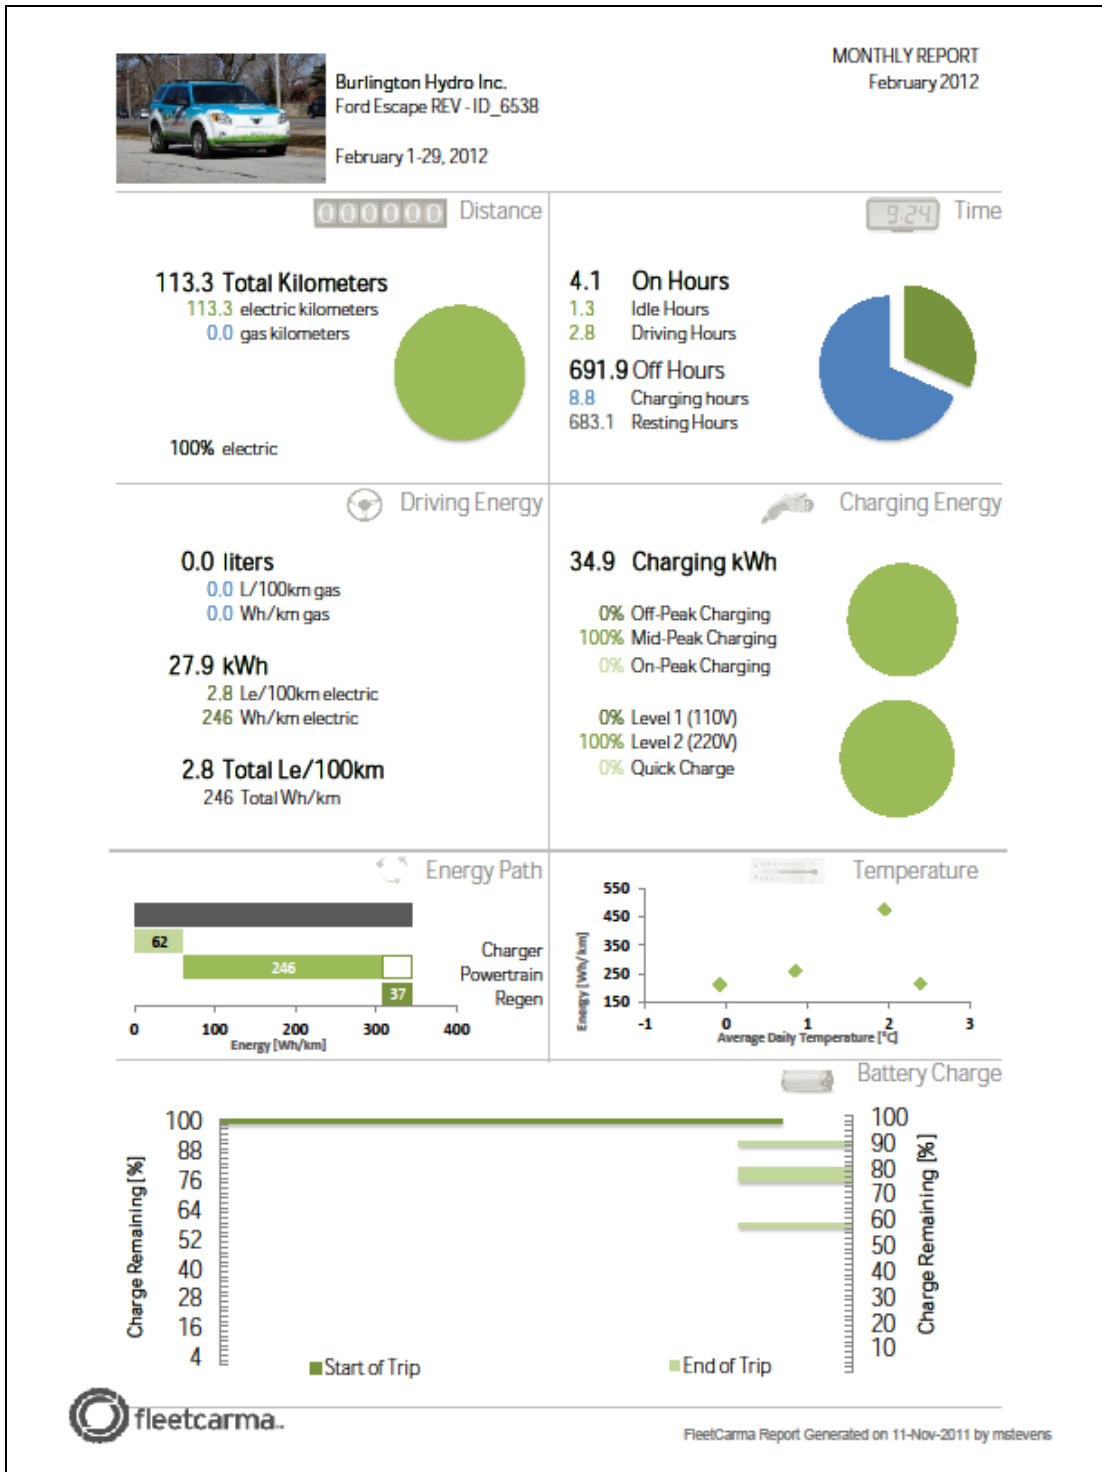 MONTHLY REPORT
February 2012
Burlington Hydro Inc.
Ford Escape REV - ID_6538
February 1-29, 2012
000000 Distance
113.3 Total Kilometers
113.3 electric kilometers
0.0 gas kilometers
100% electric
9:24 Time
4.1 On Hours
1.3 Idle Hours
2.8 Driving Hours
691.9 Off Hours
8.8 Charging hours
683.1 Resting Hours
Driving Energy
0.0 liters
0.0 L/100km gas
0.0 Wh/km gas
27.9 kWh
2.8 Le/100km electric
246 Wh/km electric
2.8 Total Le/100km
246 Total Wh/km
Charging Energy
34.9 Charging kWh
0% Off-Peak Charging
100% Mid-Peak Charging
0% On-Peak Charging
0% Level 1 (110V)
100% Level 2 (220V)
0% Quick Charge
Energy Path
62
246
37
Charger
Powertrain
Regen
0 100 200 300 400
Energy [Wh/km]
Temperature
550
450
350
250
150
Energy [Wh/km]
-1 0 1 2 3
Average Daily Temperature [°C]
Battery Charge
Charge Remaining [%]
100
88
76
64
52
40
28
16
4
100
90
80
70
60
50
40
30
20
10
Charge Remaining [%]
Start of Trip
End of Trip
fleetcarma..
FleetCarma Report Generated on 11-Nov-2011 by mstevens